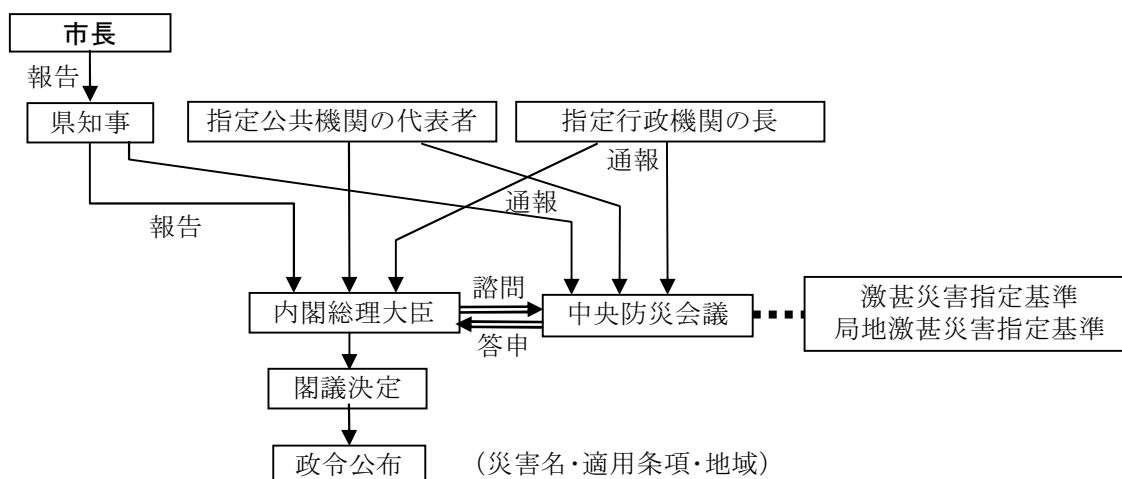 市長
報告
県知事
指定公共機関の代表者
指定行政機関の長
通報
通報
報告
諮問
内閣総理大臣
中央防災会議
激甚災害指定基準
局地激甚災害指定基準
答申
閣議決定
政令公布
(災害名・適用条項・地域)